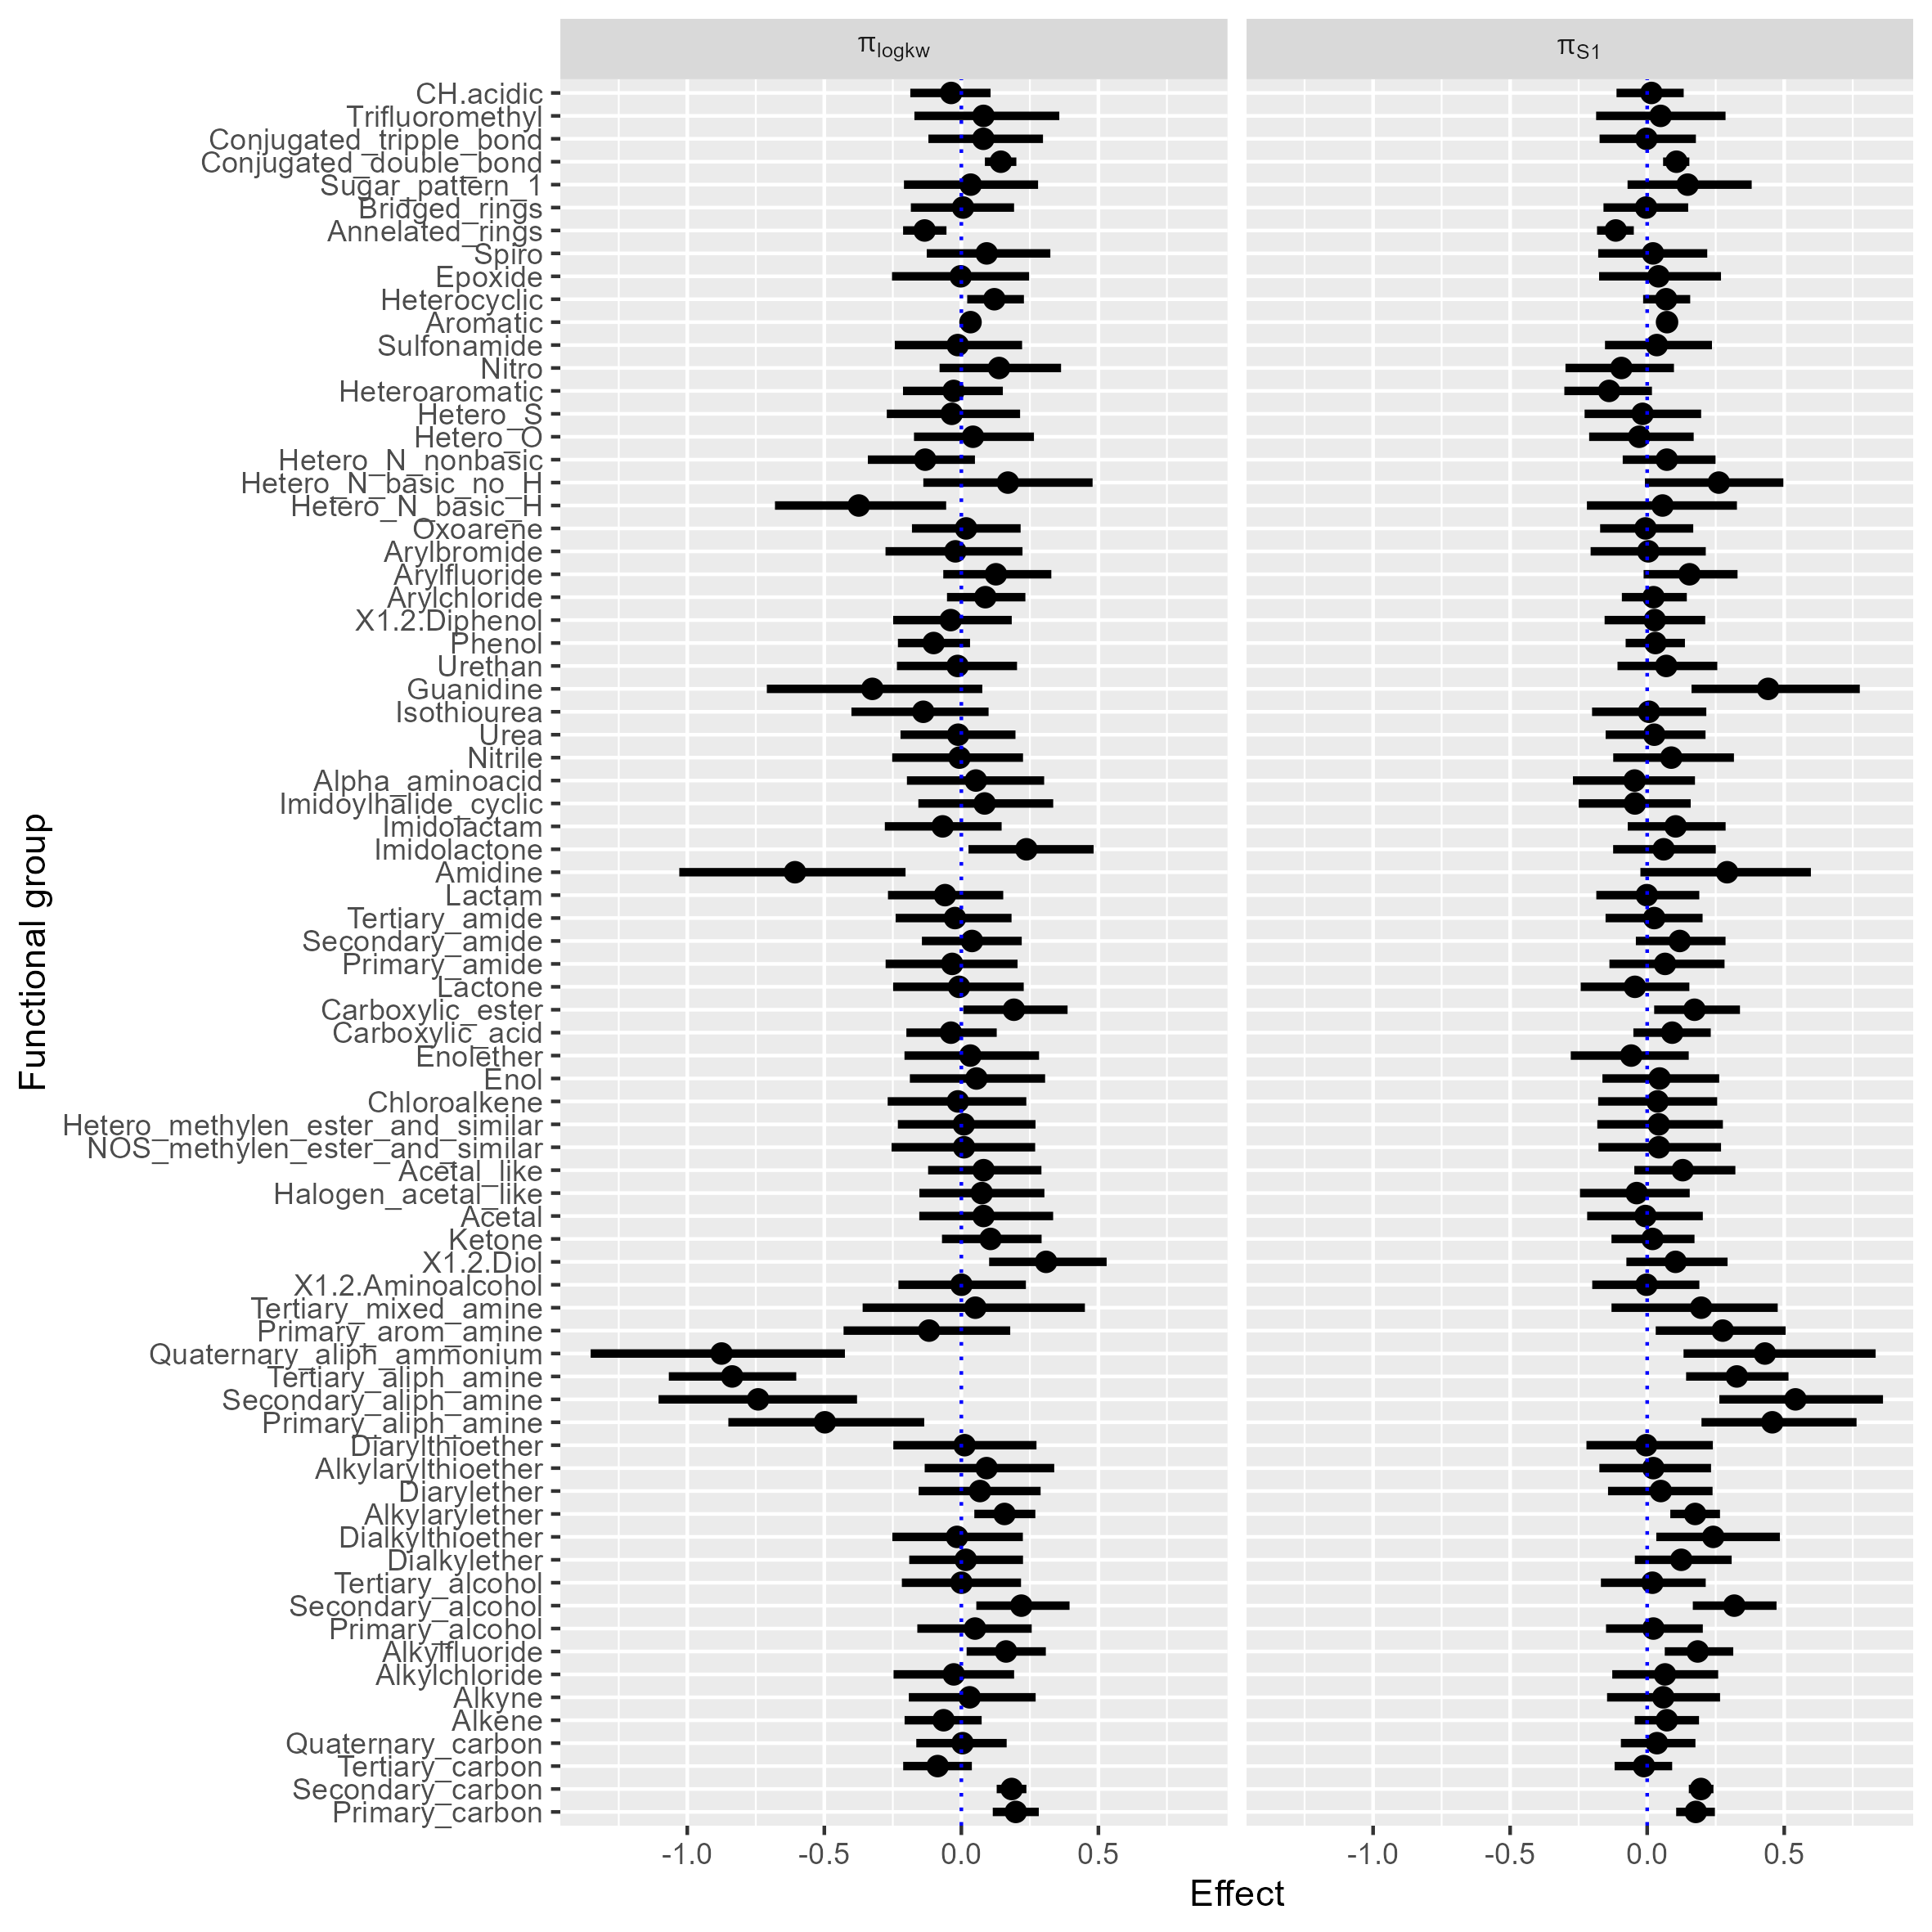 π logkw
π S1
CH.acidic
Trifluoromethyl
Conjugated_tripple_bond
Conjugated_double_bond
Sugar_pattern_1
Bridged_rings
Annelated_rings
Spiro
Epoxide
Heterocyclic
Aromatic
Sulfonamide
Nitro
Heteroaromatic
Hetero_S
Hetero_O
Hetero_N_nonbasic
Hetero_N_basic_no_H
Hetero_N_basic_H
Oxoarene
Arylbromide
Arylfluoride
Arylchloride
X1.2.Diphenol
Phenol
Urethan
Guanidine
Isothiourea
Urea
Nitrile
Alpha_aminoacid
Imidoylhalide_cyclic
Imidolactam
Imidolactone
Amidine
Lactam
Tertiary_amide
Secondary_amide
Primary_amide
Lactone
Carboxylic_ester
Carboxylic_acid
Enolether
Enol
Chloroalkene
Hetero_methylen_ester_and_similar
NOS_methylen_ester_and_similar
Acetal_like
Halogen_acetal_like
Acetal
Ketone
X1.2.Diol
X1.2.Aminoalcohol
Tertiary_mixed_amine
Primary_arom_amine
Quaternary_aliph_ammonium
Tertiary_aliph_amine
Secondary_aliph_amine
Primary_aliph_amine
Diarylthioether
Alkylarylthioether
Diarylether
Alkylarylether
Dialkylthioether
Dialkylether
Tertiary_alcohol
Secondary_alcohol
Primary_alcohol
Alkylfluoride
Alkylchloride
Alkyne
Alkene
Quaternary_carbon
Tertiary_carbon
Secondary_carbon
Primary_carbon
Functional group
-1.0 -0.5 0.0 0.5
-1.0 -0.5 0.0 0.5
Effect